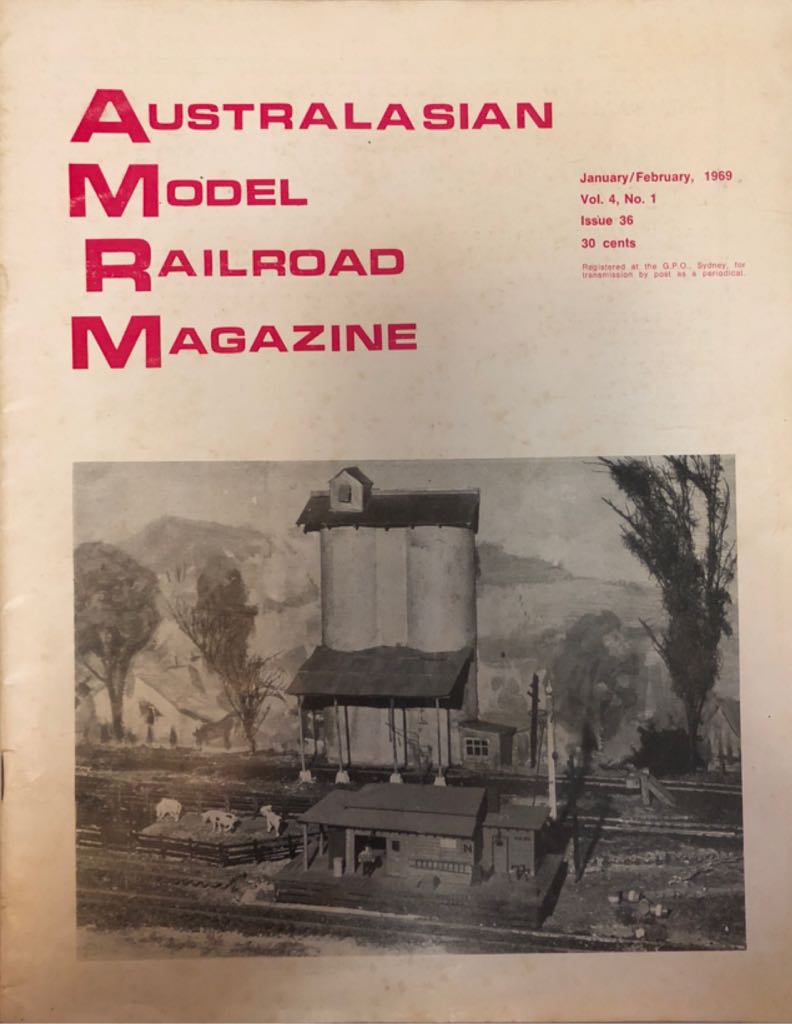 AUSTRALASIAN
MODEL
RAILROAD
MAGAZINE
January/February, 1969
Vol. 4, No. 1
Issue 36
30 cents
Registered at the G.P.O., Sydney, for
transmission by post as a periodical.